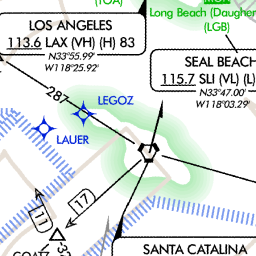 (TOA)
Long Beach (Daugher
(LGB)
LOS ANGELES
113.6 LAX (VH) (H) 83
N33°55.99'
W118°25.92'
SEAL BEACH
115.7 SLI (VL) (L)
N33°47.00'
W118°03.29'
287
LEGOZ
LAUER
17
11
SANTA CATALINA